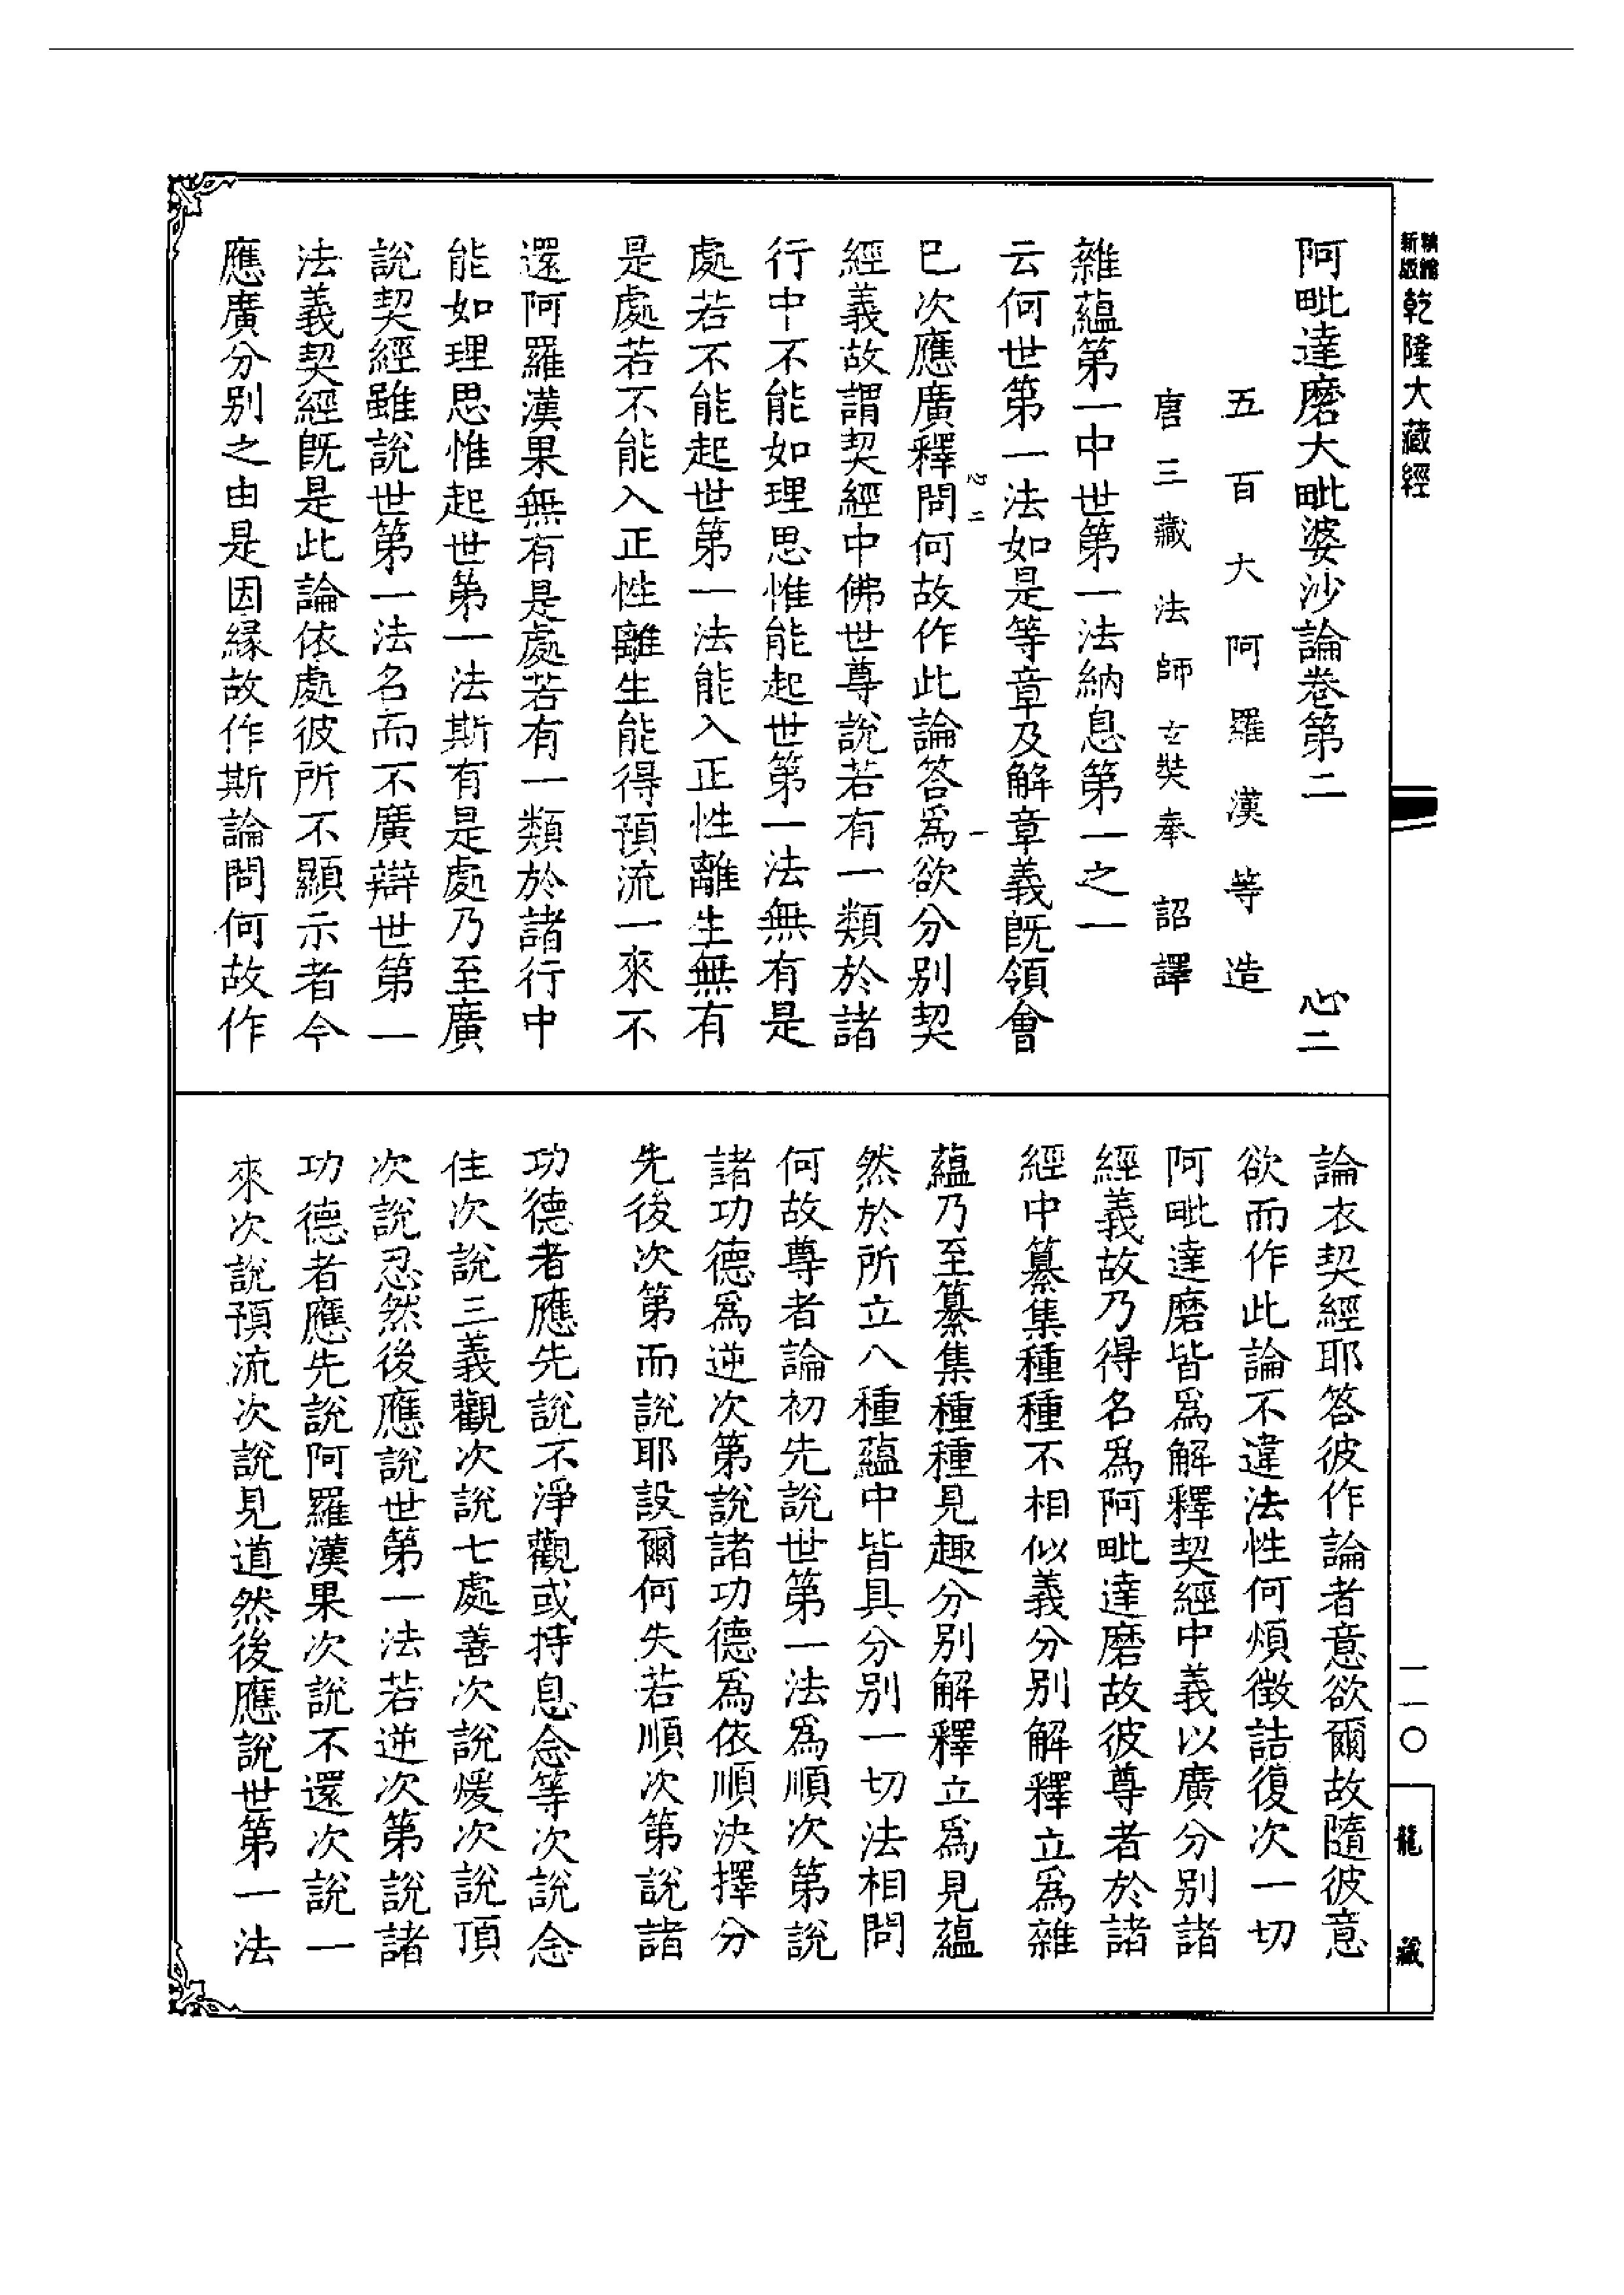 精縮新版乾隆大藏經
一一〇
龍藏
阿毗達磨大毗婆沙論卷第二 心二
五百大阿羅漢等造
唐三藏法師玄奘奉 詔譯
雜蘊第一中世第一法納息第一之一
云何世第一法如是等章及解章義既領會
心二 一
已次應廣釋問何故作此論答為欲分別契
經義故謂契經中佛世尊說若有一類於諸
行中不能如理思惟能起世第一法無有是
處若不能起世第一法能入正性離生無有
是處若不能入正性離生能得預流一來不
還阿羅漢果無有是處若有一類於諸行中
能如理思惟起世第一法斯有是處乃至廣
說契經雖說世第一法名而不廣辯世第一
法義契經既是此論依處彼所不顯示者今
應廣分別之由是因緣故作斯論問何故作
論衣契經耶答彼作論者意欲爾故隨彼意
欲而作此論不違法性何煩徵詰復次一切
阿毗達磨皆為解釋契經中義以廣分別諸
經義故乃得名為阿毗達磨故彼尊者於諸
經中纂集種種不相似義分別解釋立為雜
蘊乃至纂集種種見趣分別解釋立為見蘊
然於所立八種蘊中皆具分別一切法相問
何故尊者論初先說世第一法為順次第說
諸功德為逆次第說諸功德為依順決擇分
先後次第而說耶設爾何失若順次第說諸
功德者應先說不淨觀或持息念等次說念
住次說三義觀次說七處善次說煖次說頂
次說忍然後應說世第一法若逆次第說諸
功德者應先說阿羅漢果次說不還次說一
來次說預流次說見道然後應說世第一法